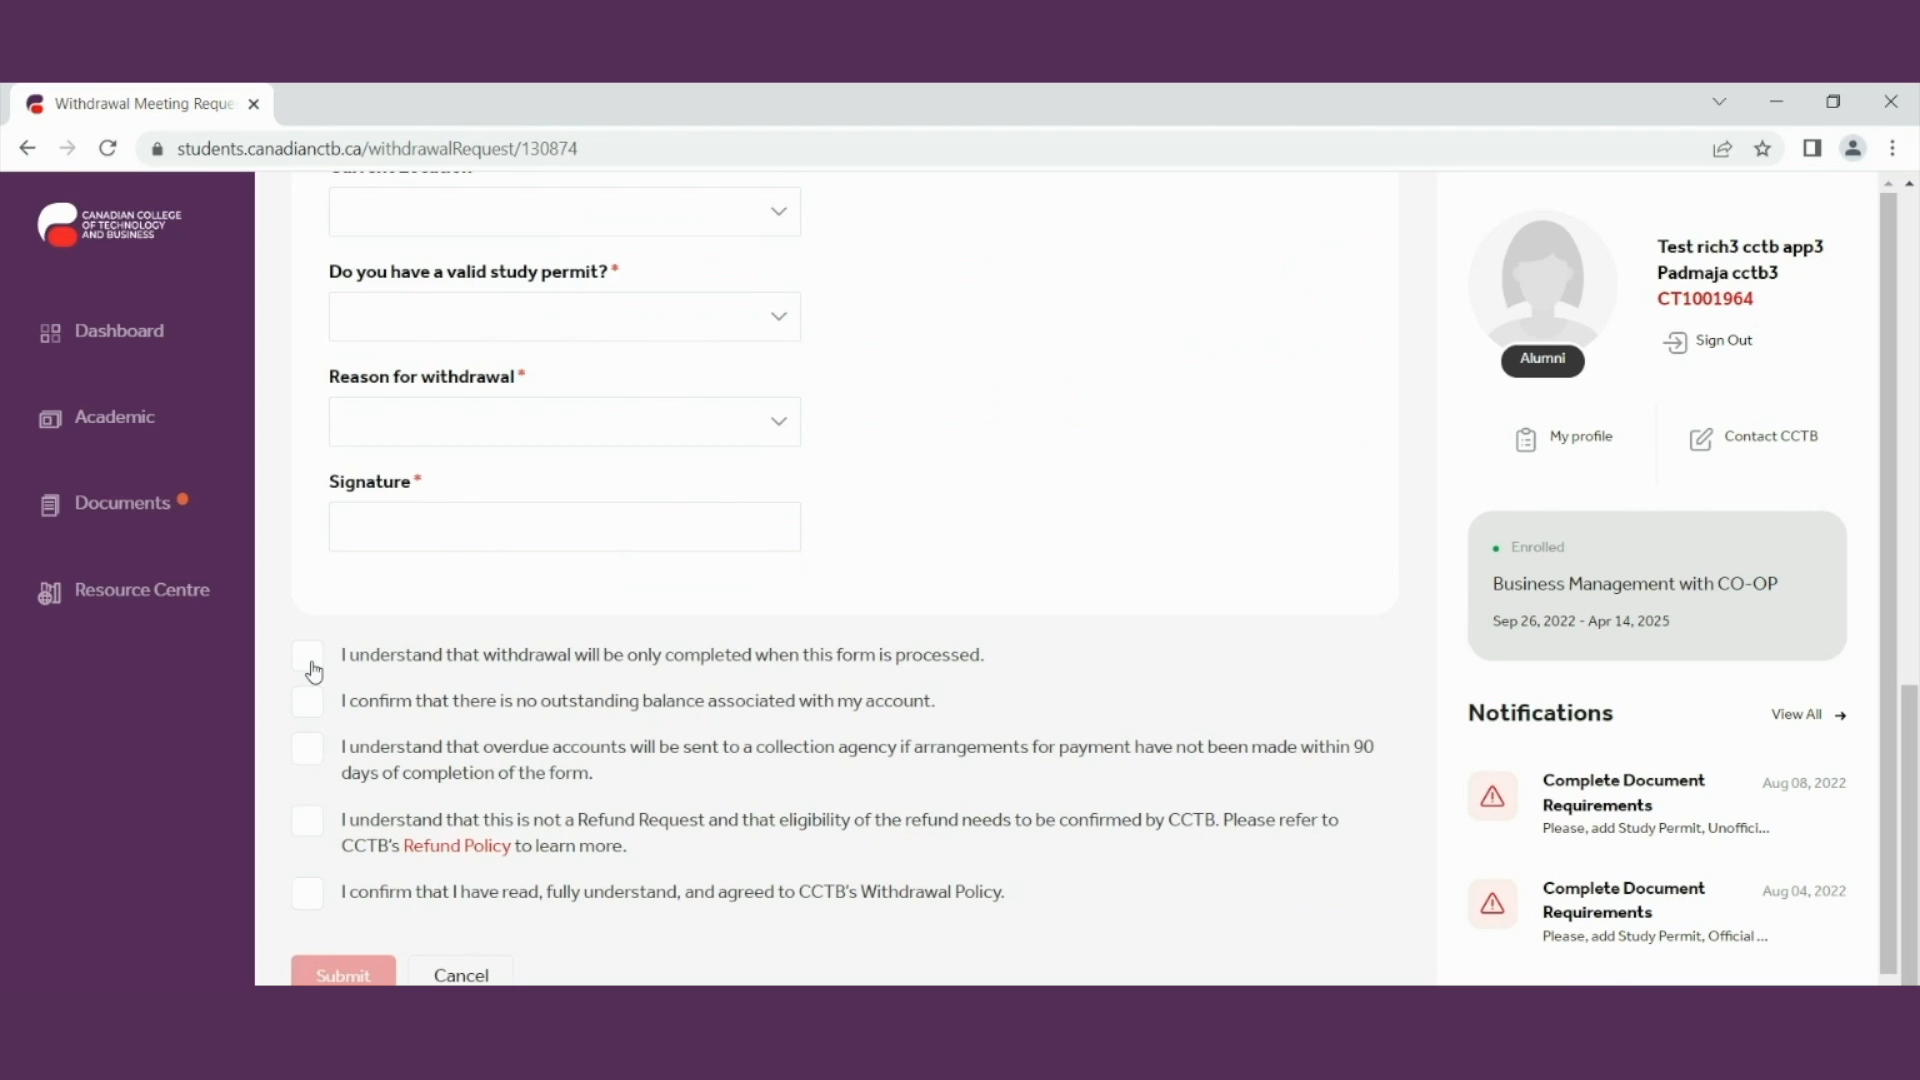 Withdrawal Meeting Reque
students.canadianctb.ca/withdrawalRequest/130874
CANADIAN COLLEGE
OF TECHNOLOGY
AND BUSINESS
Dashboard
Academic
Documents
Resource Centre
Do you have a valid study permit? *
Reason for withdrawal *
Signature *
I understand that withdrawal will be only completed when this form is processed.
I confirm that there is no outstanding balance associated with my account.
I understand that overdue accounts will be sent to a collection agency if arrangements for payment have not been made within 90
days of completion of the form.
I understand that this is not a Refund Request and that eligibility of the refund needs to be confirmed by CCTB. Please refer to
CCTB's Refund Policy to learn more.
I confirm that I have read, fully understand, and agreed to CCTB's Withdrawal Policy.
Submit Cancel
Test rich3 cctb app3
Padmaja cctb3
CT1001964
Sign Out
Alumni
My profile
Contact CCTB
Enrolled
Business Management with CO-OP
Sep 26, 2022 - Apr 14, 2025
Notifications View All
Complete Document Aug 08, 2022
Requirements
Please, add Study Permit, Unoffici...
Complete Document Aug 04, 2022
Requirements
Please, add Study Permit, Official ...